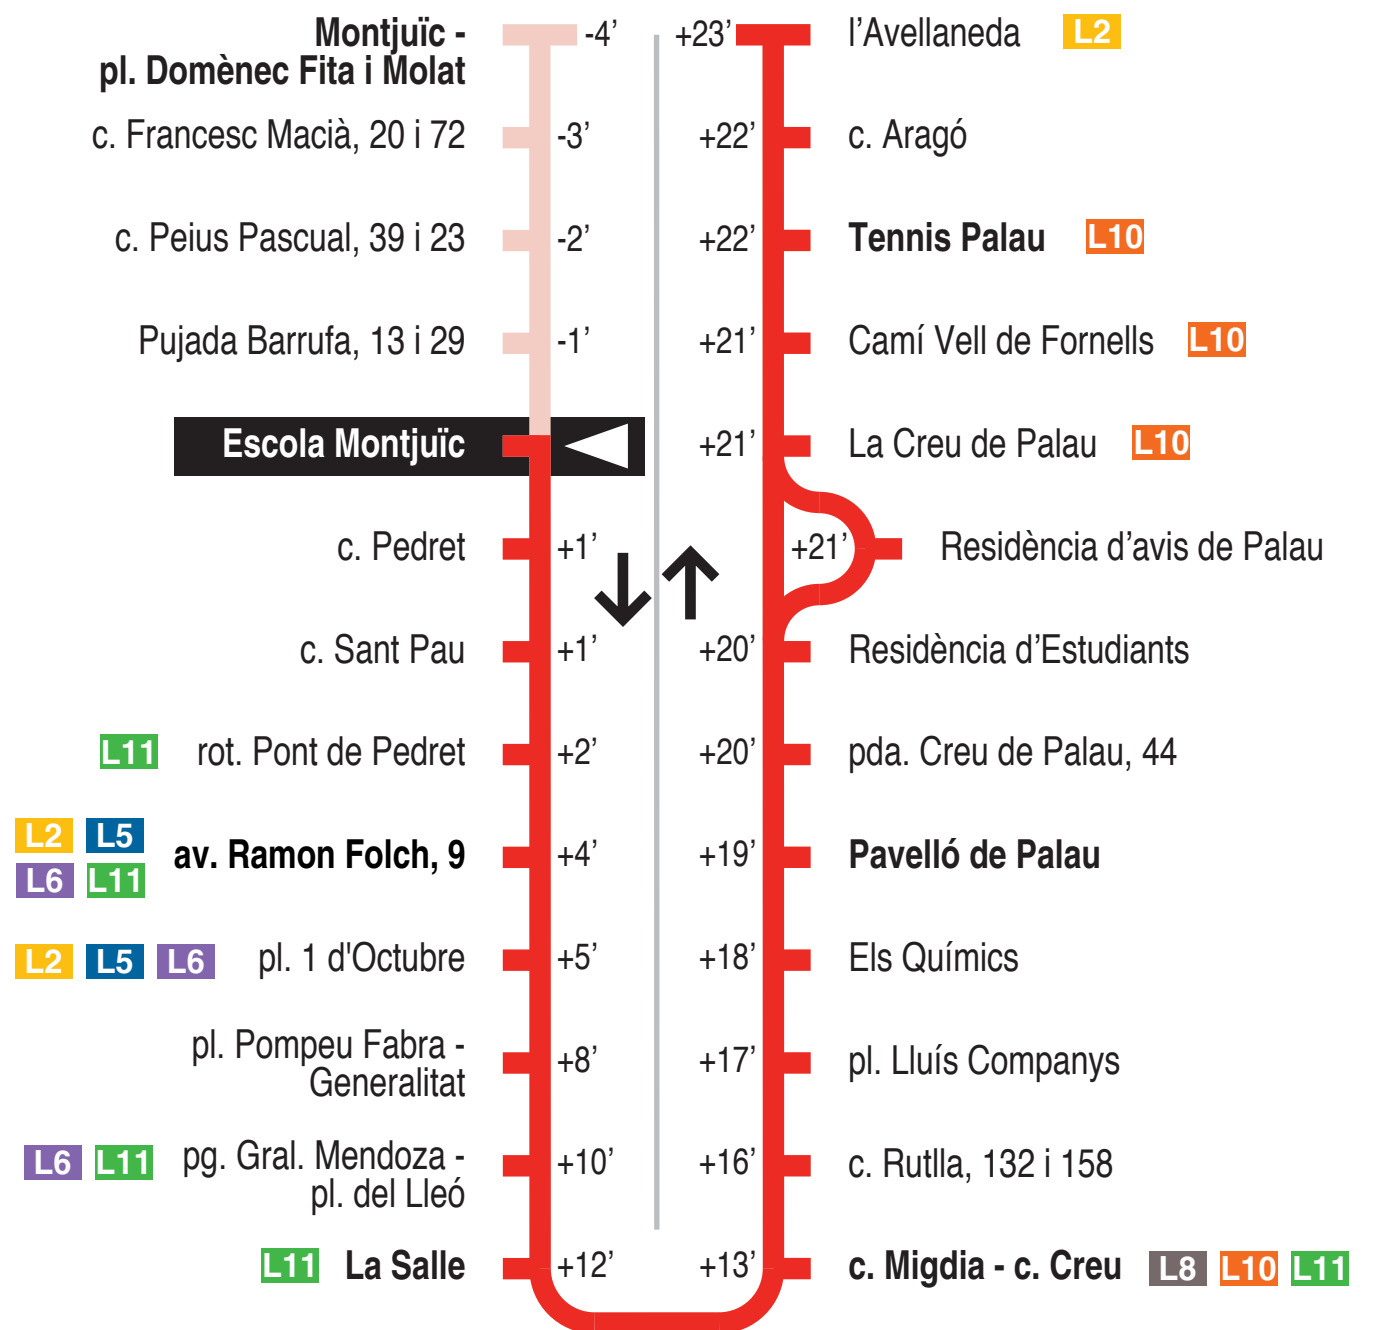 Montjuïc -
pl. Domènec Fita i Molat
-4’
c. Francesc Macià, 20 i 72 -3’
c. Peius Pascual, 39 i 23 -2’
Pujada Barrufa, 13 i 29 -1’
Escola Montjuïc
c. Pedret +1’
c. Sant Pau +1’
L11 rot. Pont de Pedret +2’
L2 L5
L6 L11
av. Ramon Folch, 9 +4’
L2 L5 L6 pl. 1 d'Octubre +5’
pl. Pompeu Fabra -
Generalitat
+8’
L6 L11 pg. Gral. Mendoza -
pl. del Lleó
+10’
L11 La Salle +12’
+23’ l’Avellaneda L2
+22’ c. Aragó
+22’ Tennis Palau L10
+21’ Camí Vell de Fornells L10
+21’ La Creu de Palau L10
+21’ Residència d’avis de Palau
+20’ Residència d’Estudiants
+20’ pda. Creu de Palau, 44
+19’ Pavelló de Palau
+18’ Els Químics
+17’ pl. Lluís Companys
+16’ c. Rutlla, 132 i 158
+13’ c. Migdia - c. Creu L8 L10 L11